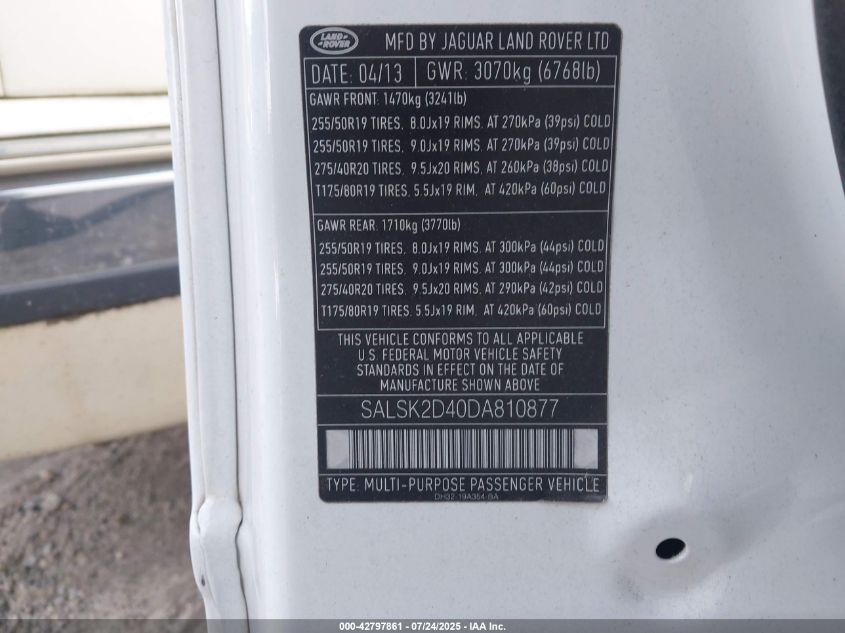 LAND ROVER
MFD BY JAGUAR LAND ROVER LTD
DATE: 04/13 GWR: 3070kg (6768lb)
GAWR FRONT: 1470kg (3241lb)
255/50R19 TIRES. 8.0Jx19 RIMS. AT 270kPa (39psi) COLD
255/50R19 TIRES. 9.0Jx19 RIMS. AT 270kPa (39psi) COLD
275/40R20 TIRES. 9.5Jx20 RIMS. AT 260kPa (38psi) COLD
T175/80R19 TIRES. 5.5Jx19 RIM. AT 420kPa (60psi) COLD
GAWR REAR: 1710kg (3770lb)
255/50R19 TIRES. 8.0Jx19 RIMS. AT 300kPa (44psi) COLD
255/50R19 TIRES. 9.0Jx19 RIMS. AT 300kPa (44psi) COLD
275/40R20 TIRES. 9.5Jx20 RIMS. AT 290kPa (42psi) COLD
T175/80R19 TIRES. 5.5Jx19 RIM. AT 420kPa (60psi) COLD
THIS VEHICLE CONFORMS TO ALL APPLICABLE
U.S. FEDERAL MOTOR VEHICLE SAFETY
STANDARDS IN EFFECT ON THE DATE OF
MANUFACTURE SHOWN ABOVE
SALSK2D40DA810877
TYPE: MULTI-PURPOSE PASSENGER VEHICLE
DH32-19A354-BA
000-42797861 - 07/24/2025 - IAA Inc.